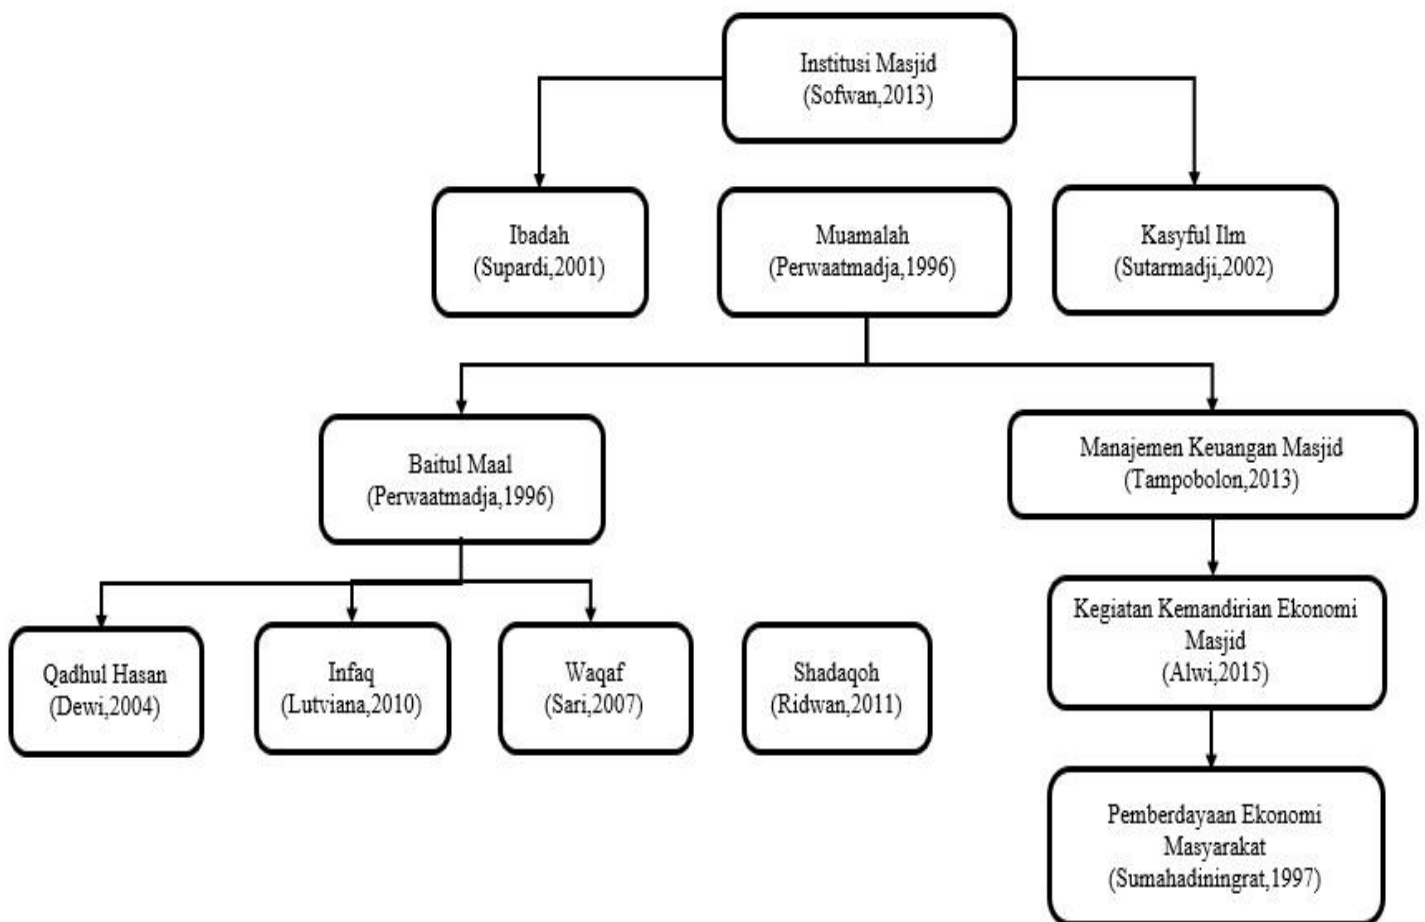 Institusi Masjid
(Sofwan,2013)
Ibadah
(Supardi,2001)
Muamalah
(Perwaatmadja,1996)
Kasyful Ilm
(Sutarmadji,2002)
Baitul Maal
(Perwaatmadja,1996)
Manajemen Keuangan Masjid
(Tampobolon,2013)
Kegiatan Kemandirian Ekonomi
Masjid
(Alwi,2015)
Qadhul Hasan
(Dewi,2004)
Infaq
(Lutviana,2010)
Waqaf
(Sari,2007)
Shadaqoh
(Ridwan,2011)
Pemberdayaan Ekonomi
Masyarakat
(Sumahadiningrat,1997)